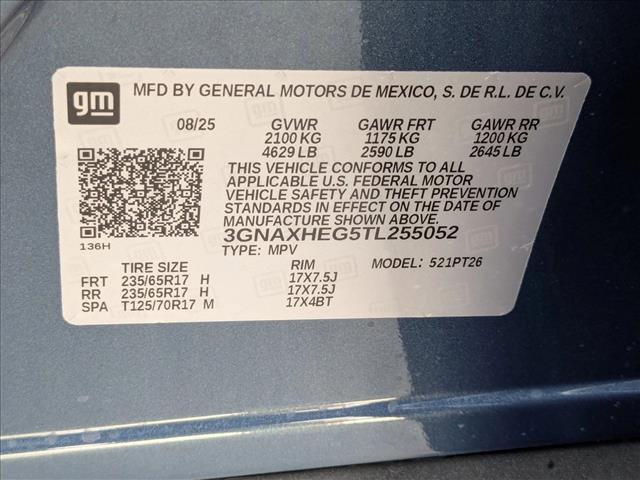 gm MFD BY GENERAL MOTORS DE MEXICO, S. DE R.L. DE C.V.
08/25 GVWR GAWR FRT GAWR RR
2100 KG 1175 KG 1200 KG
4629 LB 2590 LB 2645 LB
THIS VEHICLE CONFORMS TO ALL
APPLICABLE U.S. FEDERAL MOTOR
VEHICLE SAFETY AND THEFT PREVENTION
STANDARDS IN EFFECT ON THE DATE OF
MANUFACTURE SHOWN ABOVE.
136H 3GNAXHEG5TL255052
TYPE: MPV MODEL: 521PT26
TIRE SIZE RIM
FRT 235/65R17 H 17X7.5J
RR 235/65R17 H 17X7.5J
SPA T125/70R17 M 17X4BT